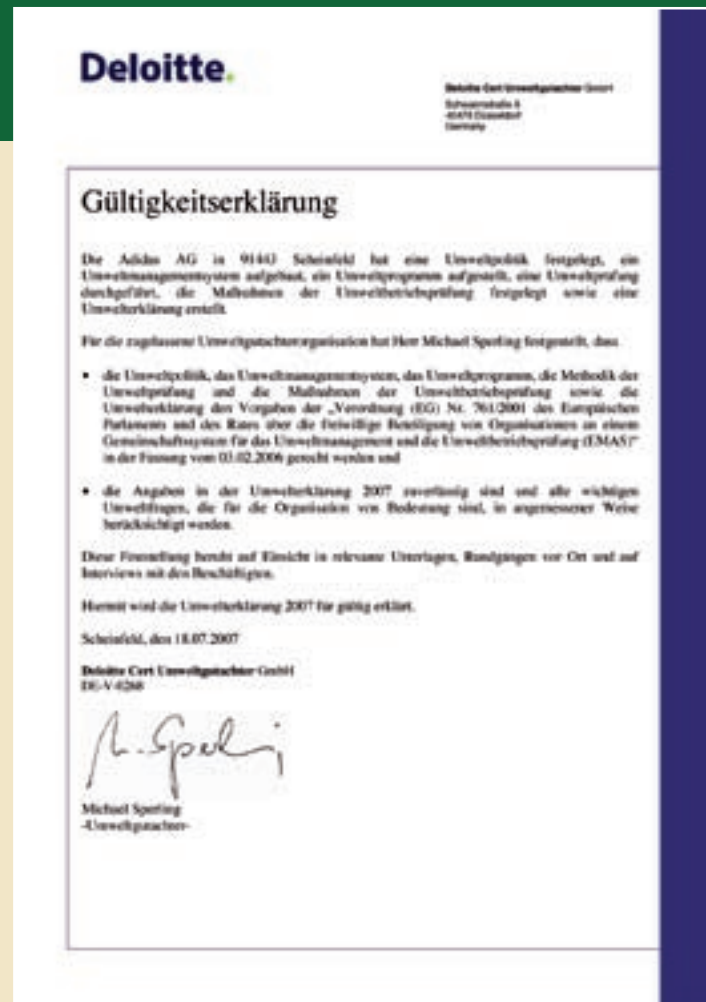 Deloitte.
Deloitte Cert Umweltgutachter GmbH
Schwannstraße 6
40476 Düsseldorf
Germany
Gültigkeitserklärung
Die Adidas AG in 91443 Scheinfeld hat eine Umweltpolitik festgelegt, ein
Umweltmanagementsystem aufgebaut, ein Umweltprogramm aufgestellt, eine Umweltprüfung
durchgeführt, die Maßnahmen der Umweltbetriebsprüfung festgelegt sowie eine
Umwelterklärung erstellt.
Für die zugelassene Umweltgutachterorganisation hat Herr Michael Sperling festgestellt, dass
• die Umweltpolitik, das Umweltmanagementsystem, das Umweltprogramm, die Methodik der
Umweltprüfung und die Maßnahmen der Umweltbetriebsprüfung sowie die
Umwelterklärung den Vorgaben der „Verordnung (EG) Nr. 761/2001 des Europäischen
Parlaments und des Rates über die freiwillige Beteiligung von Organisationen an einem
Gemeinschaftssystem für das Umweltmanagement und die Umweltbetriebsprüfung (EMAS)"
in der Fassung vom 03.02.2006 gerecht werden und
• die Angaben in der Umwelterklärung 2007 zuverlässig sind und alle wichtigen
Umweltfragen, die für die Organisation von Bedeutung sind, in angemessener Weise
berücksichtigt werden.
Diese Feststellung beruht auf Einsicht in relevante Unterlagen, Rundgängen vor Ort und auf
Interviews mit den Beschäftigten.
Hiermit wird die Umwelterklärung 2007 für gültig erklärt.
Scheinfeld, den 18.07.2007
Deloitte Cert Umweltgutachter GmbH
DE-V-0268
M. Sperling
Michael Sperling
-Umweltgutachter-